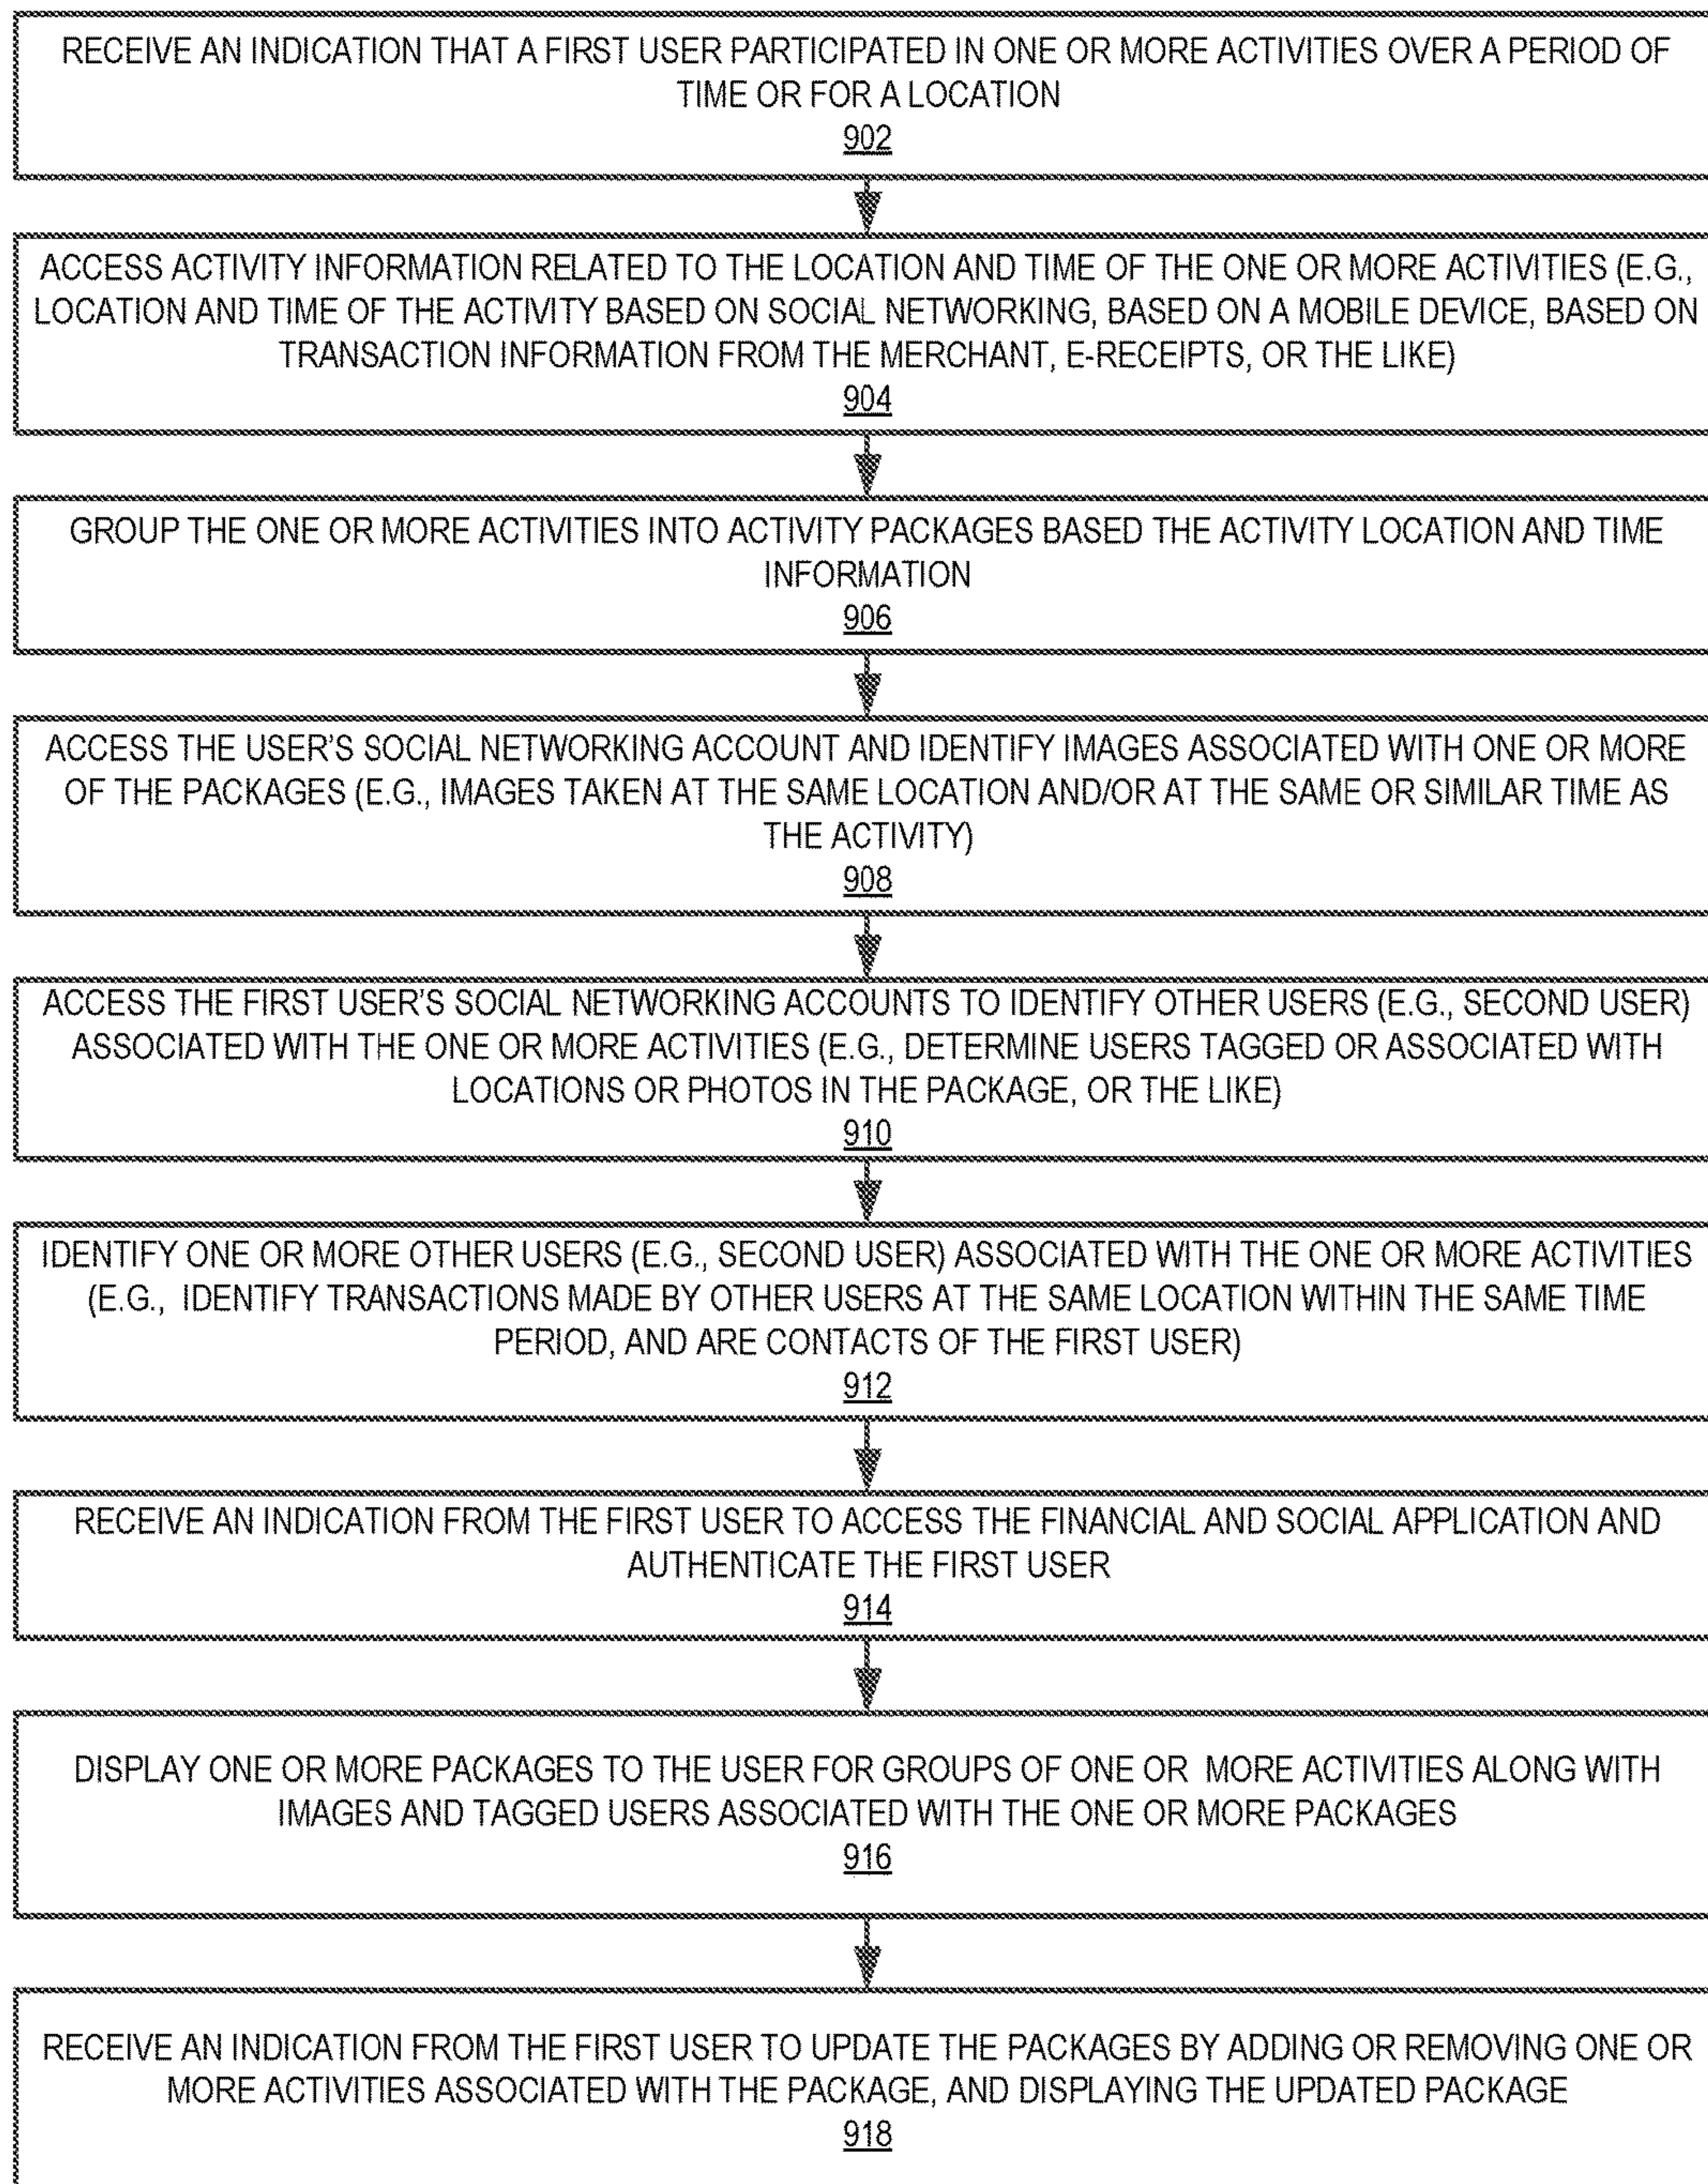 RECEIVE AN INDICATION THAT A FIRST USER PARTICIPATED IN ONE OR MORE ACTIVITIES OVER A PERIOD OF
TIME OR FOR A LOCATION
902
ACCESS ACTIVITY INFORMATION RELATED TO THE LOCATION AND TIME OF THE ONE OR MORE ACTIVITIES (E.G.,
LOCATION AND TIME OF THE ACTIVITY BASED ON SOCIAL NETWORKING, BASED ON A MOBILE DEVICE, BASED ON
TRANSACTION INFORMATION FROM THE MERCHANT, E-RECEIPTS, OR THE LIKE)
904
GROUP THE ONE OR MORE ACTIVITIES INTO ACTIVITY PACKAGES BASED THE ACTIVITY LOCATION AND TIME
INFORMATION
906
ACCESS THE USER'S SOCIAL NETWORKING ACCOUNT AND IDENTIFY IMAGES ASSOCIATED WITH ONE OR MORE
OF THE PACKAGES (E.G., IMAGES TAKEN AT THE SAME LOCATION AND/OR AT THE SAME OR SIMILAR TIME AS
THE ACTIVITY)
908
ACCESS THE FIRST USER'S SOCIAL NETWORKING ACCOUNTS TO IDENTIFY OTHER USERS (E.G., SECOND USER)
ASSOCIATED WITH THE ONE OR MORE ACTIVITIES (E.G., DETERMINE USERS TAGGED OR ASSOCIATED WITH
LOCATIONS OR PHOTOS IN THE PACKAGE, OR THE LIKE)
910
IDENTIFY ONE OR MORE OTHER USERS (E.G., SECOND USER) ASSOCIATED WITH THE ONE OR MORE ACTIVITIES
(E.G., IDENTIFY TRANSACTIONS MADE BY OTHER USERS AT THE SAME LOCATION WITHIN THE SAME TIME
PERIOD, AND ARE CONTACTS OF THE FIRST USER)
912
RECEIVE AN INDICATION FROM THE FIRST USER TO ACCESS THE FINANCIAL AND SOCIAL APPLICATION AND
AUTHENTICATE THE FIRST USER
914
DISPLAY ONE OR MORE PACKAGES TO THE USER FOR GROUPS OF ONE OR MORE ACTIVITIES ALONG WITH
IMAGES AND TAGGED USERS ASSOCIATED WITH THE ONE OR MORE PACKAGES
916
RECEIVE AN INDICATION FROM THE FIRST USER TO UPDATE THE PACKAGES BY ADDING OR REMOVING ONE OR
MORE ACTIVITIES ASSOCIATED WITH THE PACKAGE, AND DISPLAYING THE UPDATED PACKAGE
918